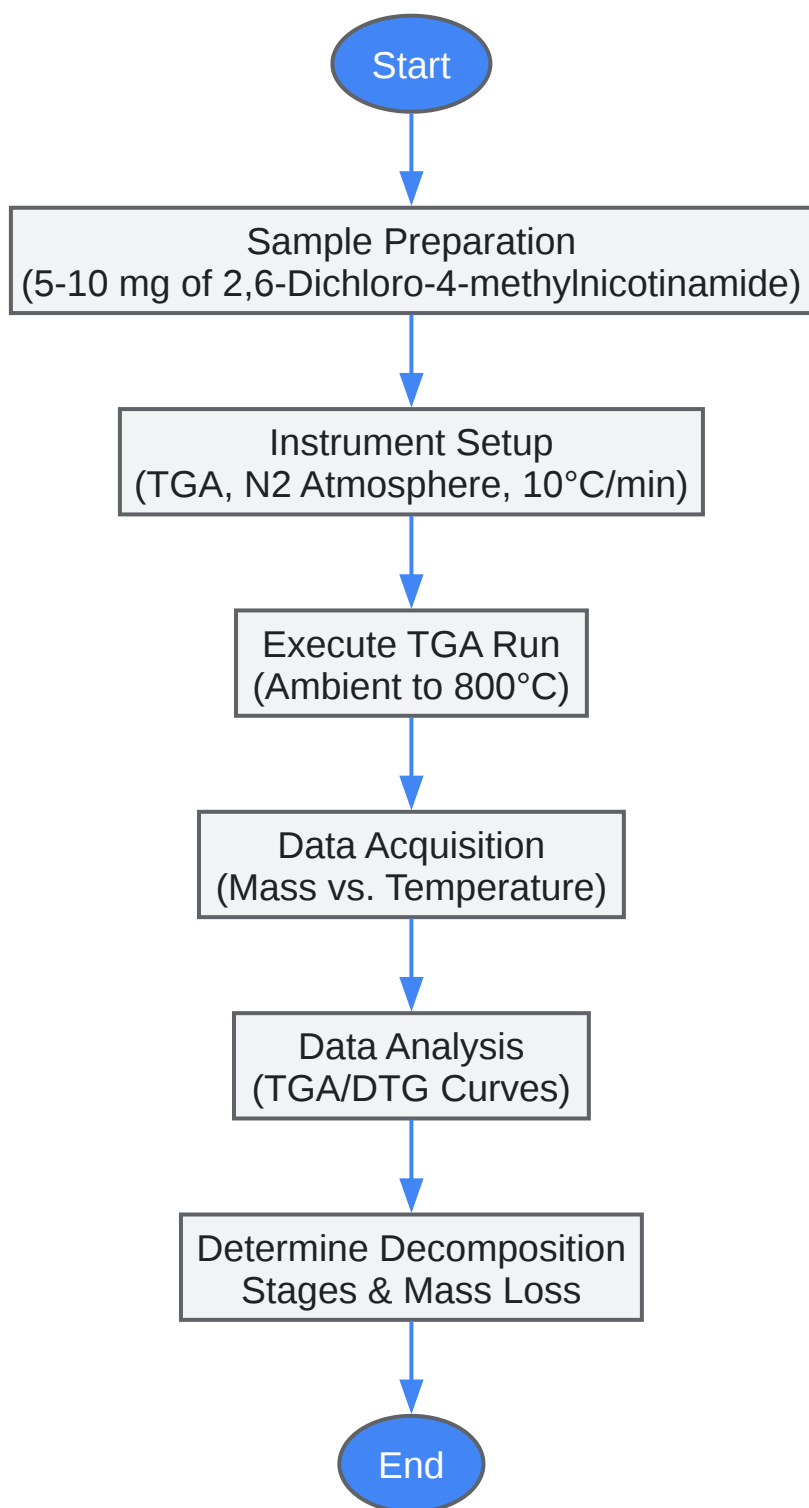 Start
Sample Preparation
(5-10 mg of 2,6-Dichloro-4-methylnicotinamide)
Instrument Setup
(TGA, N2 Atmosphere, 10°C/min)
Execute TGA Run
(Ambient to 800°C)
Data Acquisition
(Mass vs. Temperature)
Data Analysis
(TGA/DTG Curves)
Determine Decomposition
Stages & Mass Loss
End